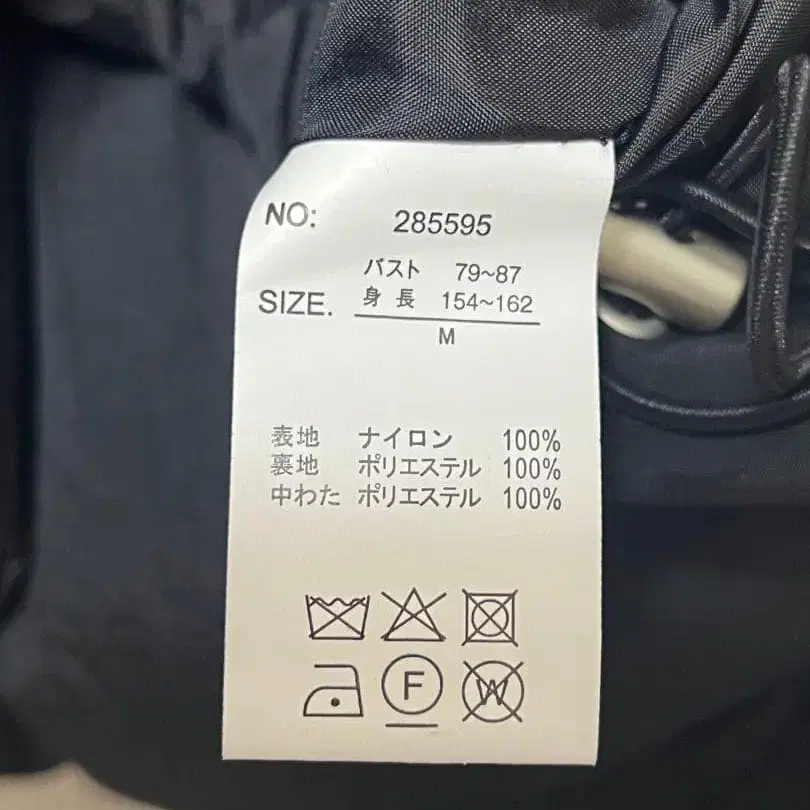 NO: 285595
バスト 79~87
SIZE. 身長 154~162
M
表地 ナイロン 100%
裏地 ポリエステル 100%
中わた ポリエステル 100%
F W